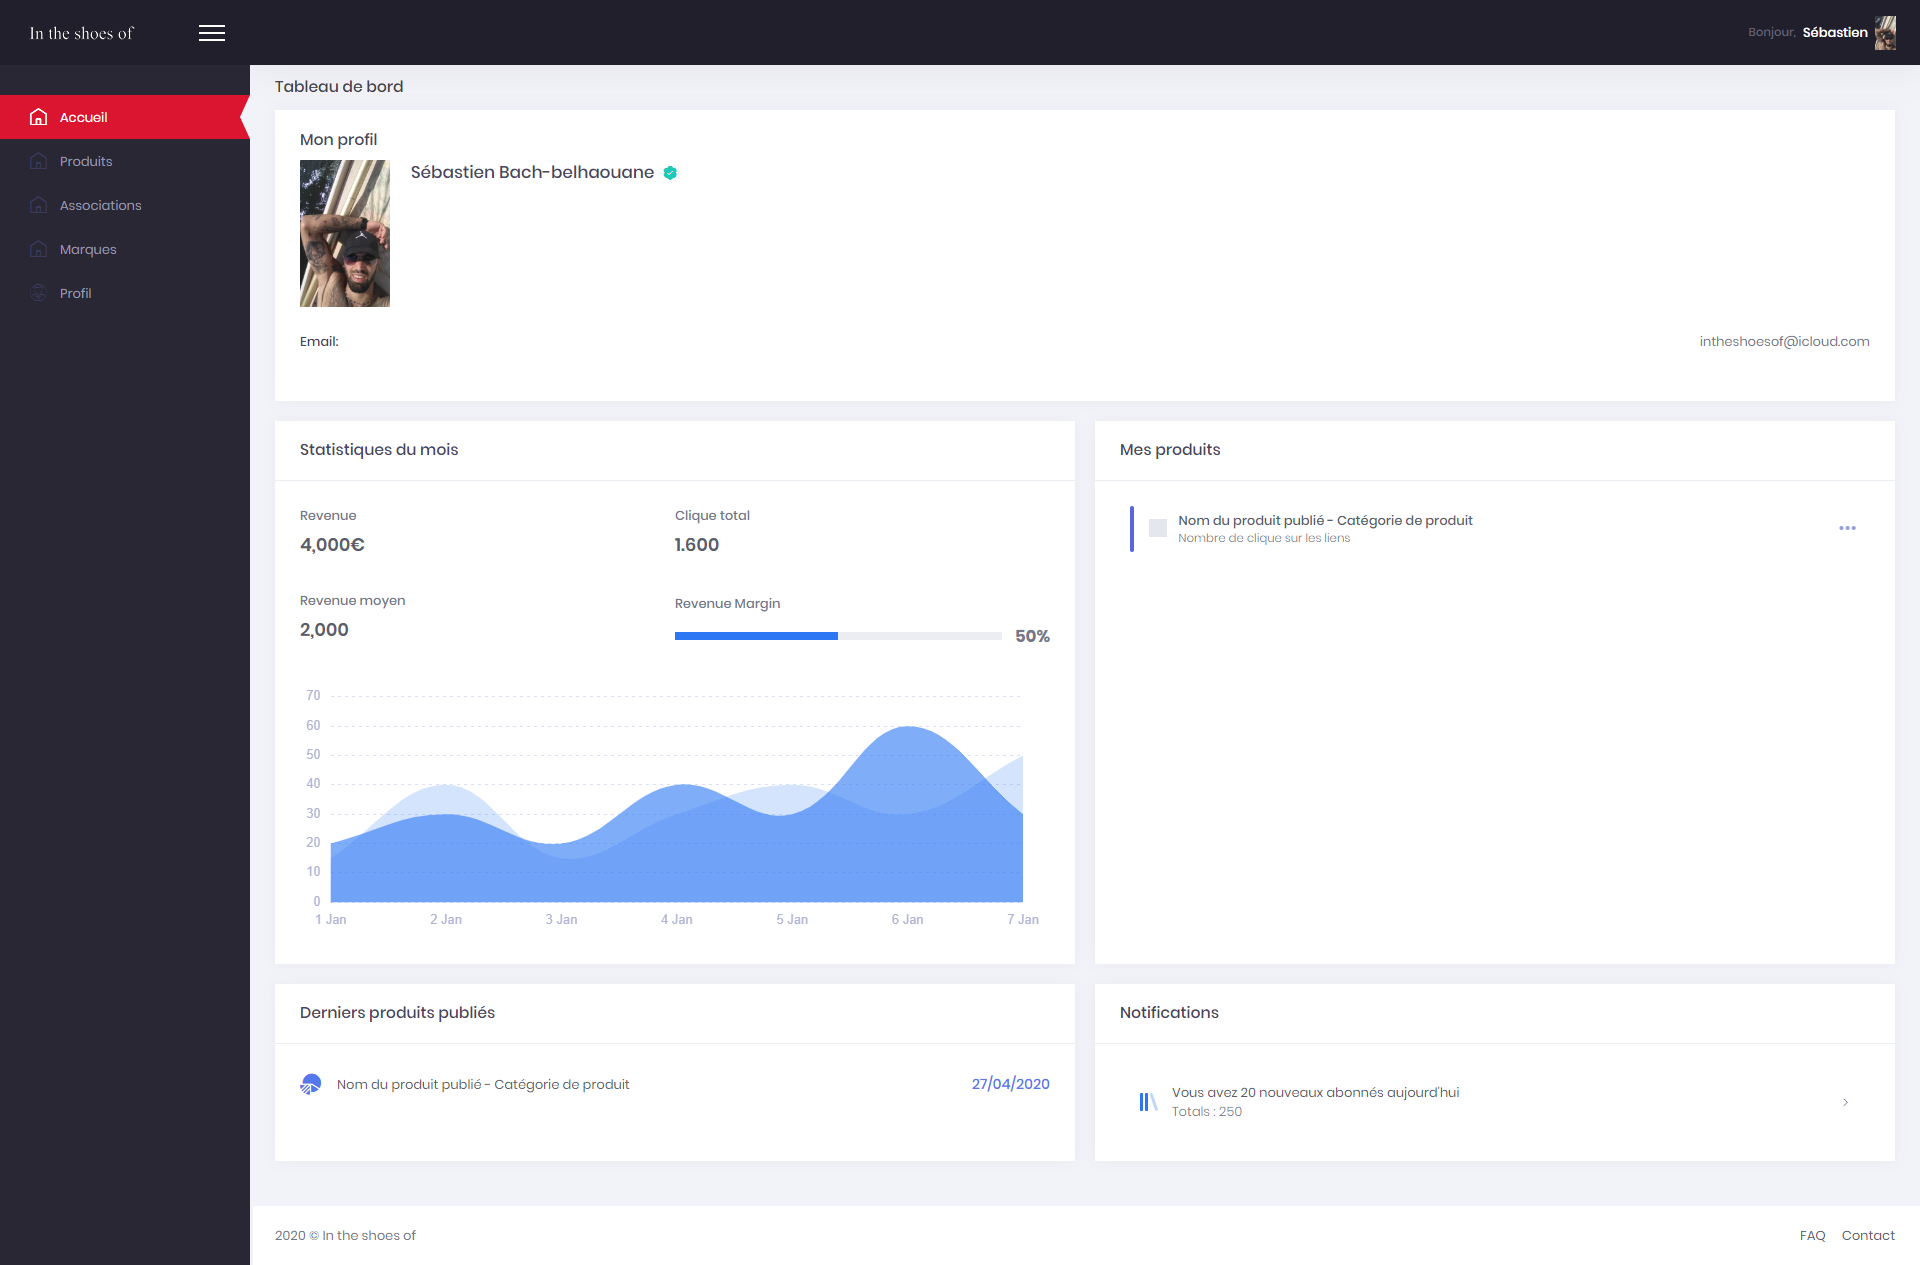 In the shoes of
Bonjour, Sébastien
Accueil
Produits
Associations
Marques
Profil
Tableau de bord
Mon profil
Sébastien Bach-belhaouane
Email:
intheshoesof@icloud.com
Statistiques du mois
Revenue
4,000€
Clique total
1.600
Revenue moyen
2,000
Revenue Margin
50%
70
60
50
40
30
20
10
0
1 Jan
2 Jan
3 Jan
4 Jan
5 Jan
6 Jan
7 Jan
Mes produits
Nom du produit publié - Catégorie de produit
Nombre de clique sur les liens
Derniers produits publiés
Nom du produit publié - Catégorie de produit
27/04/2020
Notifications
Vous avez 20 nouveaux abonnés aujourd'hui
Totals : 250
2020 © In the shoes of
FAQ
Contact